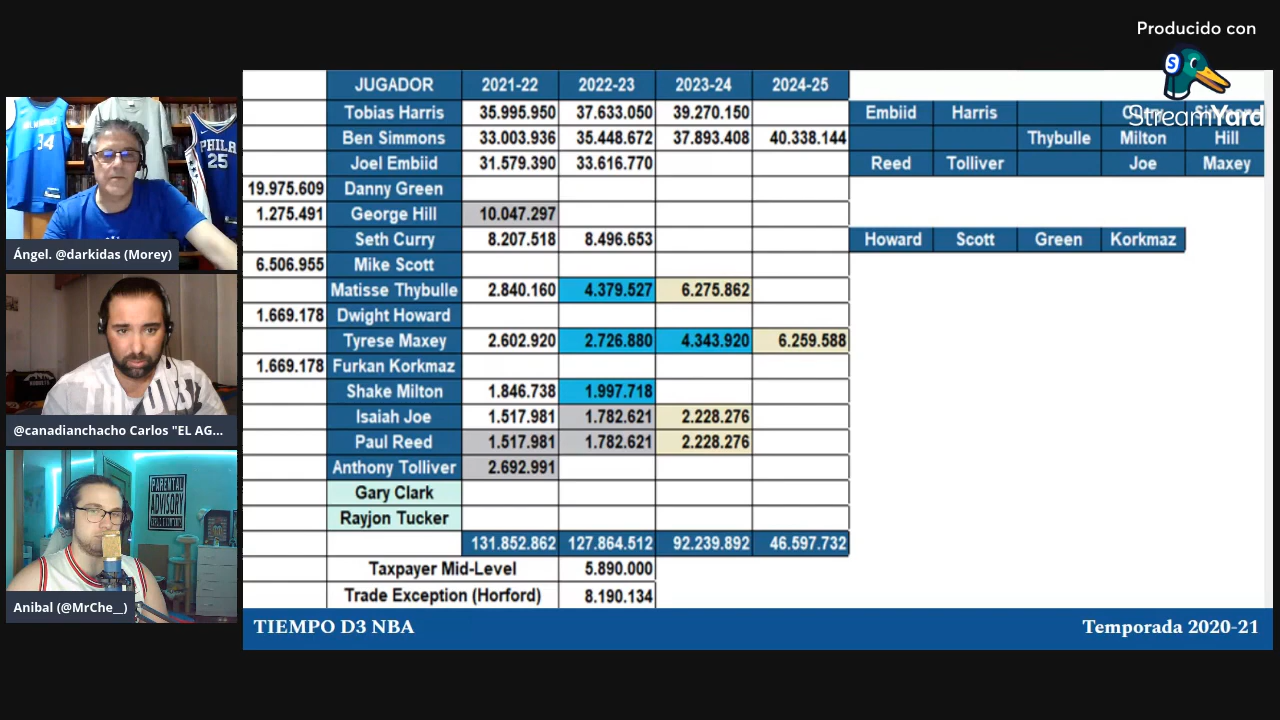 Producido con
StreamYard
JUGADOR 2021-22 2022-23 2023-24 2024-25
Tobias Harris 35.995.950 37.633.050 39.270.150 Embiid Harris
Ben Simmons 33.003.936 35.448.672 37.893.408 40.338.144 Thybulle Milton Hill
Joel Embiid 31.579.390 33.616.770 Reed Tolliver Joe Maxey
19.975.609 Danny Green
1.275.491 George Hill 10.047.297
Seth Curry 8.207.518 8.496.653 Howard Scott Green Korkmaz
6.506.955 Mike Scott
Matisse Thybulle 2.840.160 4.379.527 6.275.862
1.669.178 Dwight Howard
Tyrese Maxey 2.602.920 2.726.880 4.343.920 6.259.588
1.669.178 Furkan Korkmaz
Shake Milton 1.846.738 1.997.718
Isaiah Joe 1.517.981 1.782.621 2.228.276
Paul Reed 1.517.981 1.782.621 2.228.276
Anthony Tolliver 2.692.991
Gary Clark
Rayjon Tucker
131.852.862 127.864.512 92.239.892 46.597.732
Taxpayer Mid-Level 5.890.000
Trade Exception (Horford) 8.190.134
TIEMPO D3 NBA Temporada 2020-21
34
PHILA
25
Ángel. @darkidas (Morey)
@canadianchacho Carlos "EL AG...
PARENTAL
ADVISORY
Anibal (@MrChe__)